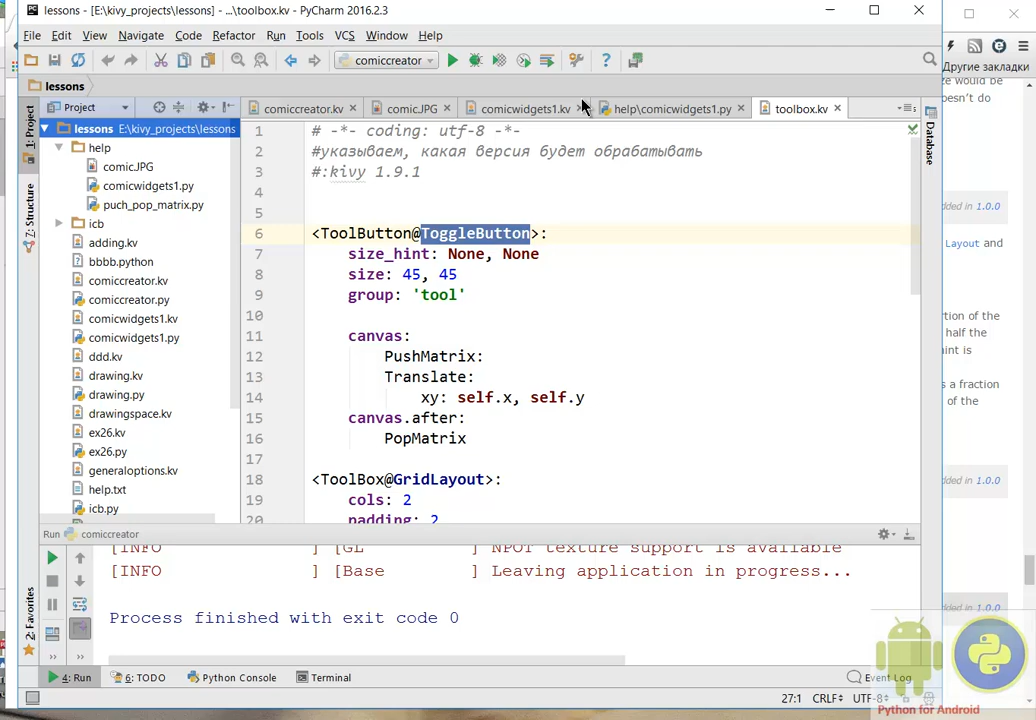 lessons - [E:\kivy_projects\lessons] - ...\toolbox.kv - PyCharm 2016.2.3
File Edit View Navigate Code Refactor Run Tools VCS Window Help
comiccreator
Другие закладки
lessons
Project
comiccreator.kv
comic.JPG
comicwidgets1.kv
help\comicwidgets1.py
toolbox.kv
1: Project
7: Structure
2: Favorites
Database
lessons E:\kivy_projects\lessons
help
comic.JPG
comicwidgets1.py
puch_pop_matrix.py
icb
adding.kv
bbbb.python
comiccreator.kv
comiccreator.py
comicwidgets1.kv
comicwidgets1.py
ddd.kv
drawing.kv
drawing.py
drawingspace.kv
ex26.kv
ex26.py
generaloptions.kv
help.txt
icb.py
1 # -*- coding: utf-8 -*-
2 #указываем, какая версия будет обрабатывать
3 #:kivy 1.9.1
4
5
6 <ToolButton@ToggleButton>:
7 size_hint: None, None
8 size: 45, 45
9 group: 'tool'
10
11 canvas:
12 PushMatrix:
13 Translate:
14 xy: self.x, self.y
15 canvas.after:
16 PopMatrix
17
18 <ToolBox@GridLayout>:
19 cols: 2
20 padding: 2
would be
doesn't do
added in 1.0.0
Layout and
ortion of the
half the
int is
s a fraction
of the
dded in 1.0.0
dded in 1.0.0
Run comiccreator
[INFO ] [GL ] NPOT texture support is available
[INFO ] [Base ] Leaving application in progress...
Process finished with exit code 0
4: Run 6: TODO Python Console Terminal Event Log
27:1 CRLF UTF-8
Python for Android